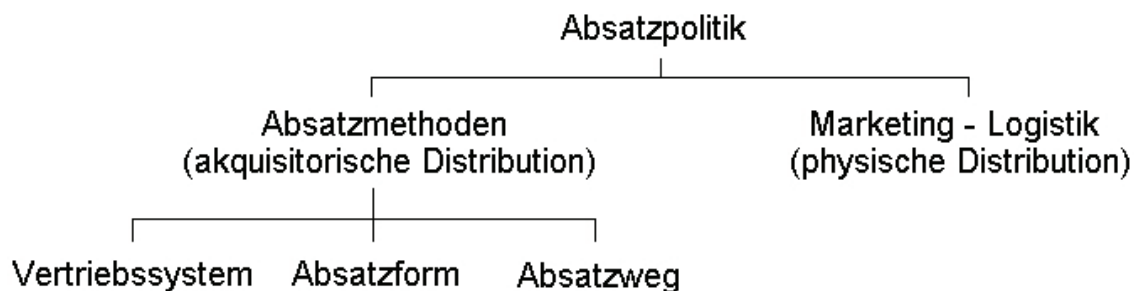 Absatzpolitik
Absatzmethoden
(akquisitorische Distribution)
Marketing - Logistik
(physische Distribution)
Vertriebssystem
Absatzform
Absatzweg